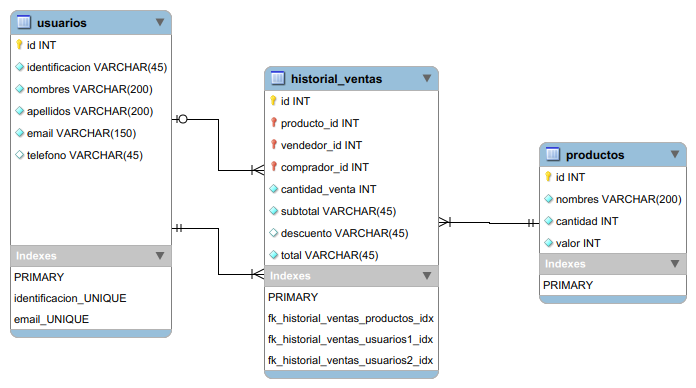 usuarios
id INT
identificacion VARCHAR(45)
nombres VARCHAR(200)
apellidos VARCHAR(200)
email VARCHAR(150)
telefono VARCHAR(45)
Indexes
PRIMARY
identificacion_UNIQUE
email_UNIQUE
historial_ventas
id INT
producto_id INT
vendedor_id INT
comprador_id INT
cantidad_venta INT
subtotal VARCHAR(45)
descuento VARCHAR(45)
total VARCHAR(45)
Indexes
PRIMARY
fk_historial_ventas_productos_idx
fk_historial_ventas_usuarios1_idx
fk_historial_ventas_usuarios2_idx
productos
id INT
nombres VARCHAR(200)
cantidad INT
valor INT
Indexes
PRIMARY